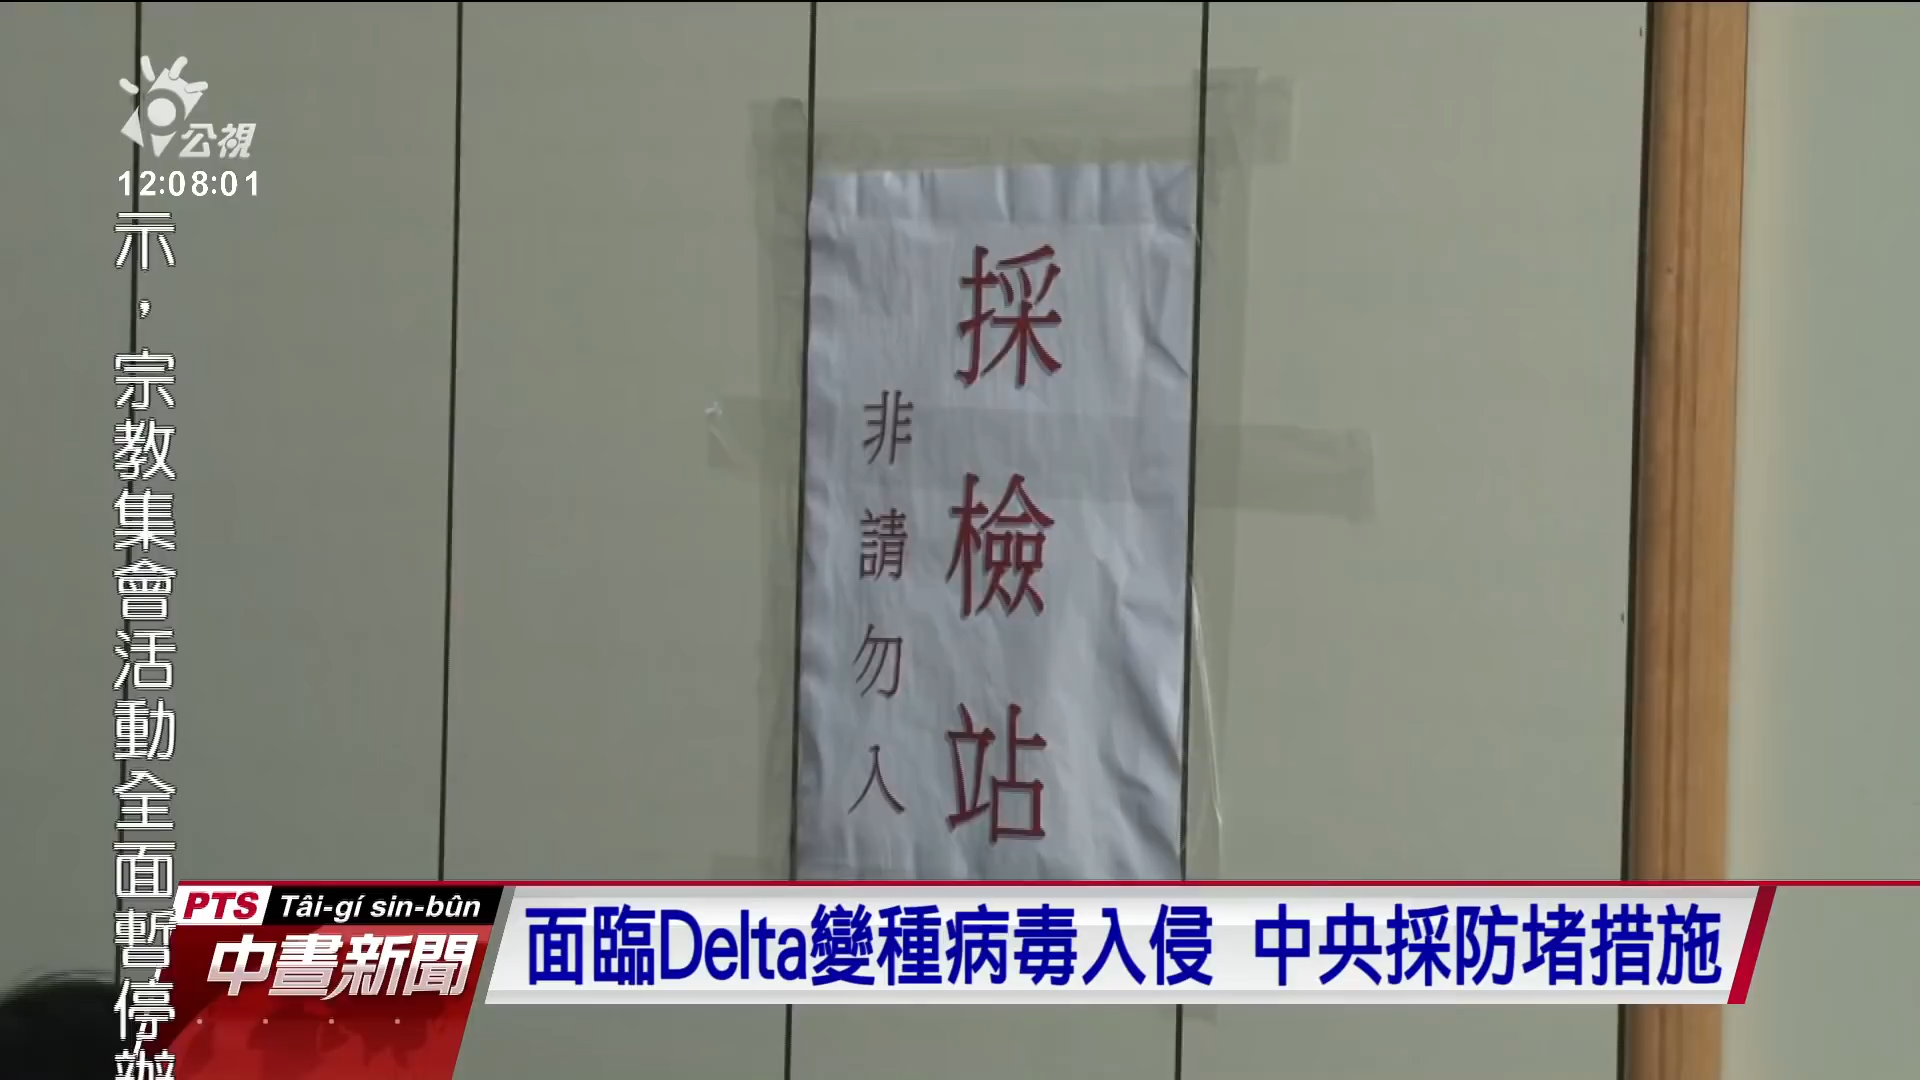 公視
12:08:01
示，宗教集會活動全面暫停辦
採檢站
非請勿入
PTS Tâi-gí sin-bûn
中晝新聞
面臨Delta變種病毒入侵 中央採防堵措施